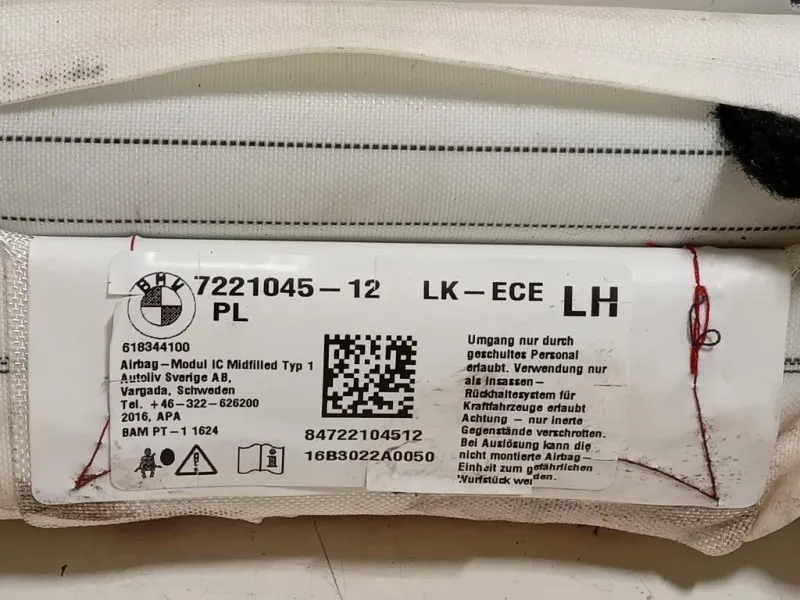 BMW
7221045-12 LK-ECE LH
PL
618344100
Airbag-Modul IC Midfilled Typ 1
Autoliv Sverige AB,
Vargada, Schweden
Tel. +46-322-626200
2016, APA
BAM PT-1 1624
84722104512
16B3022A0050
Umgang nur durch
geschultes Personal
erlaubt. Verwendung nur
als Insassen-
Rückhaltesystem für
Kraftfahrzeuge erlaubt
Achtung - nur inerte
Gegenstände verschrotten.
Bei Auslösung kann die
nicht montierte Airbag-
Einheit zum gefährlichen
Wurfstück werden.